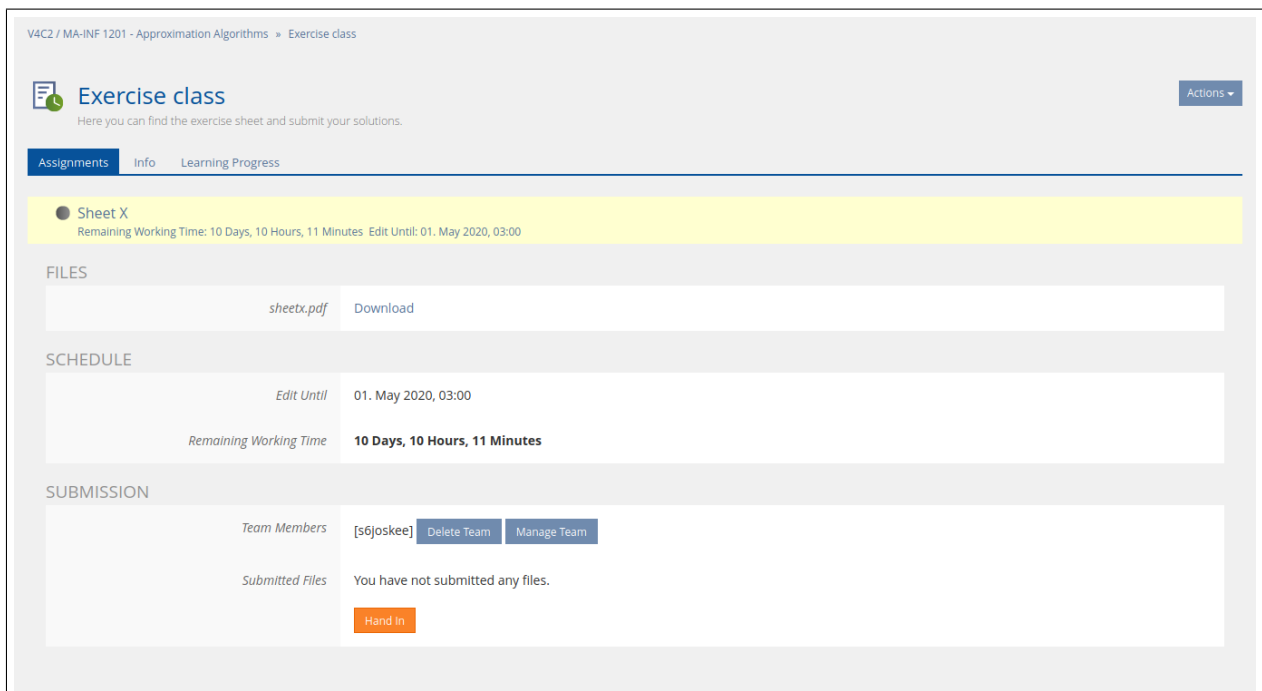 V4C2 / MA-INF 1201 - Approximation Algorithms » Exercise class
Exercise class
Actions
Here you can find the exercise sheet and submit your solutions.
Assignments Info Learning Progress
Sheet X
Remaining Working Time: 10 Days, 10 Hours, 11 Minutes Edit Until: 01. May 2020, 03:00
FILES
sheetx.pdf Download
SCHEDULE
Edit Until 01. May 2020, 03:00
Remaining Working Time 10 Days, 10 Hours, 11 Minutes
SUBMISSION
Team Members [s6joskee] Delete Team Manage Team
Submitted Files You have not submitted any files.
Hand In